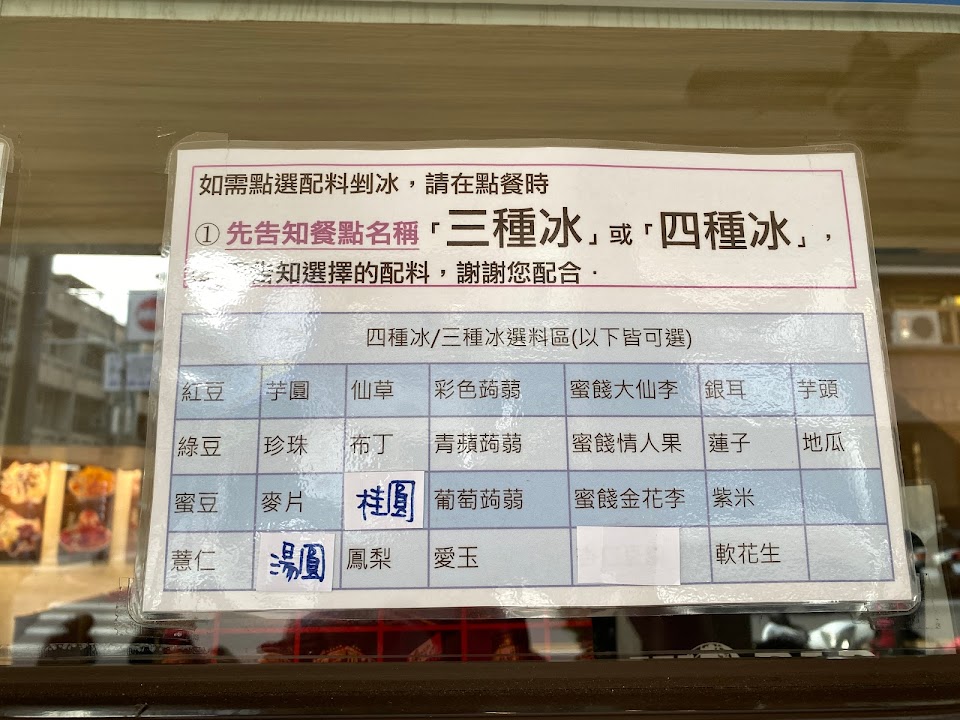 如需點選配料剉冰，請在點餐時
① 先告知餐點名稱「三種冰」或「四種冰」，
告知選擇的配料，謝謝您配合．
四種冰/三種冰選料區(以下皆可選)
紅豆 芋圓 仙草 彩色蒟蒻 蜜餞大仙李 銀耳 芋頭
綠豆 珍珠 布丁 青蘋蒟蒻 蜜餞情人果 蓮子 地瓜
蜜豆 麥片 桂圓 葡萄蒟蒻 蜜餞金花李 紫米
薏仁 湯圓 鳳梨 愛玉 軟花生